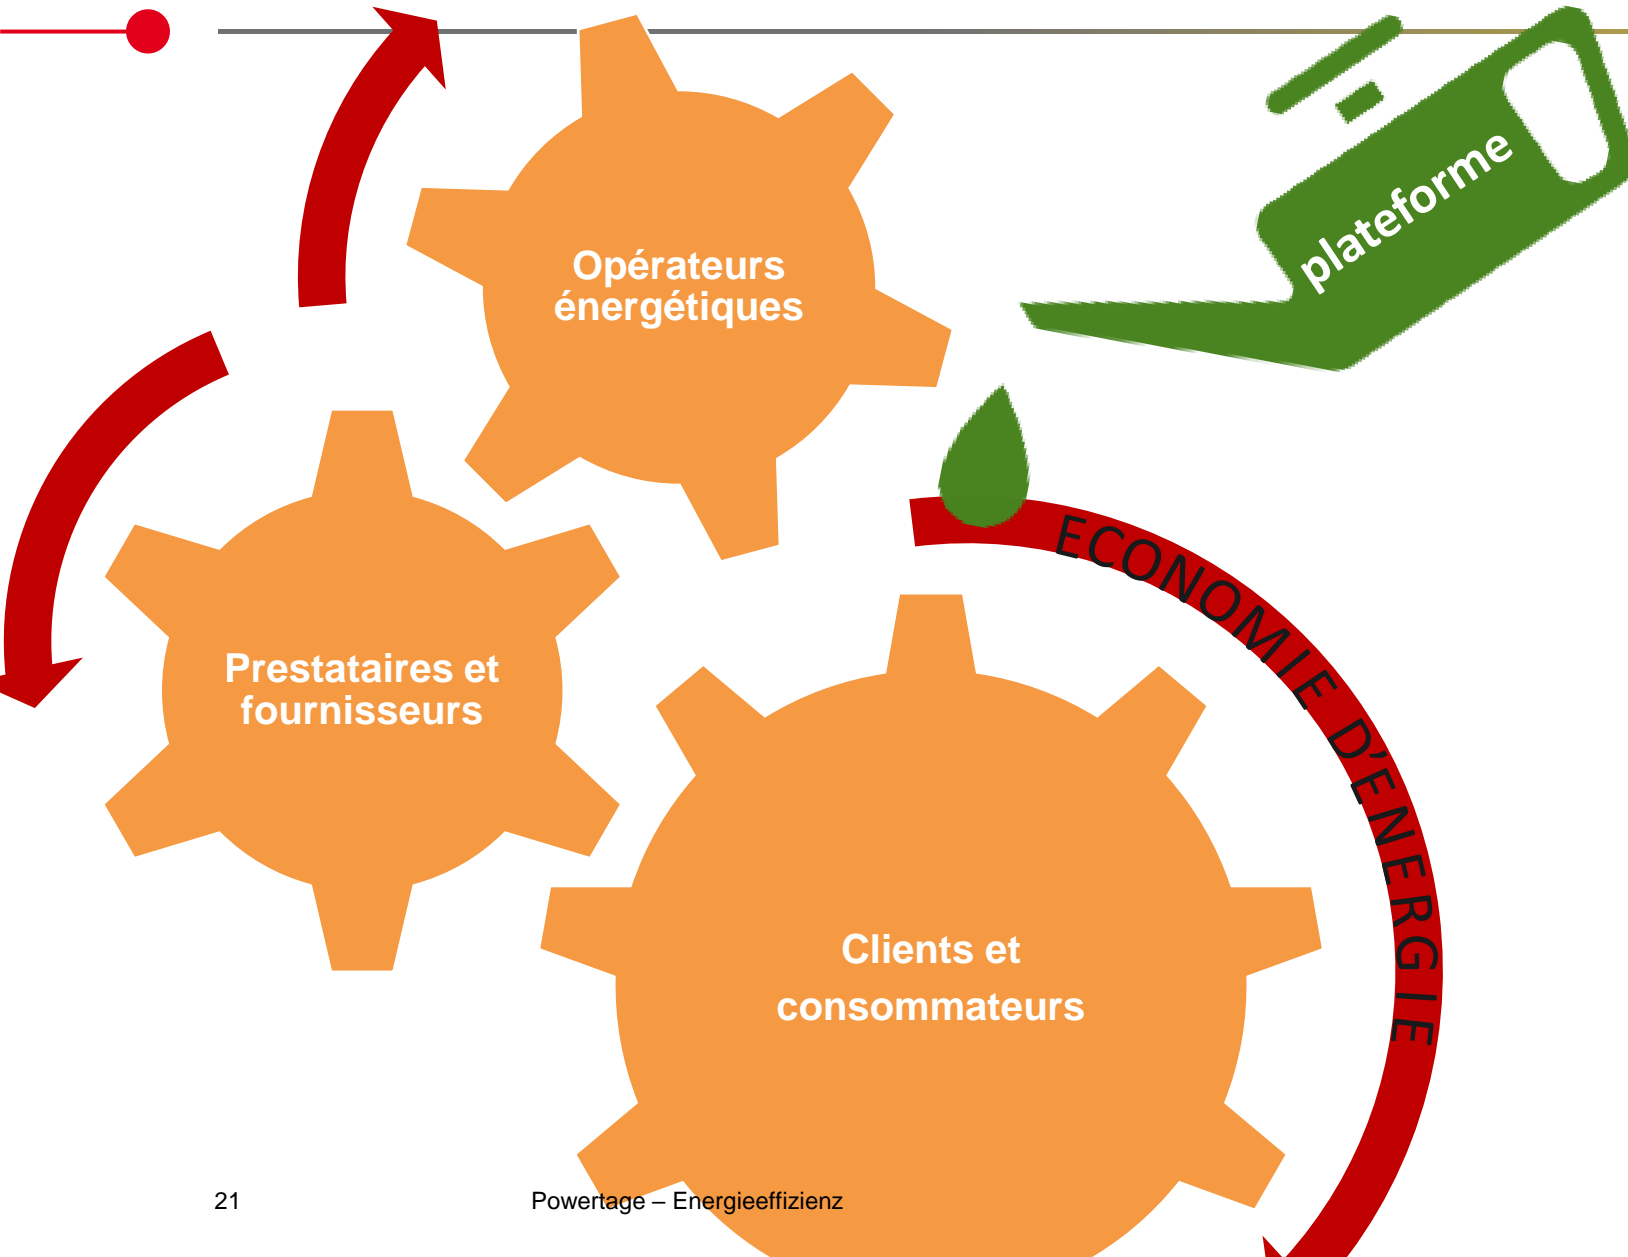 plateforme
Opérateurs
énergétiques
ECONOMIE D’ENERGIE
Prestataires et
fournisseurs
Clients et
consommateurs
21
Powertage – Energieeffizienz